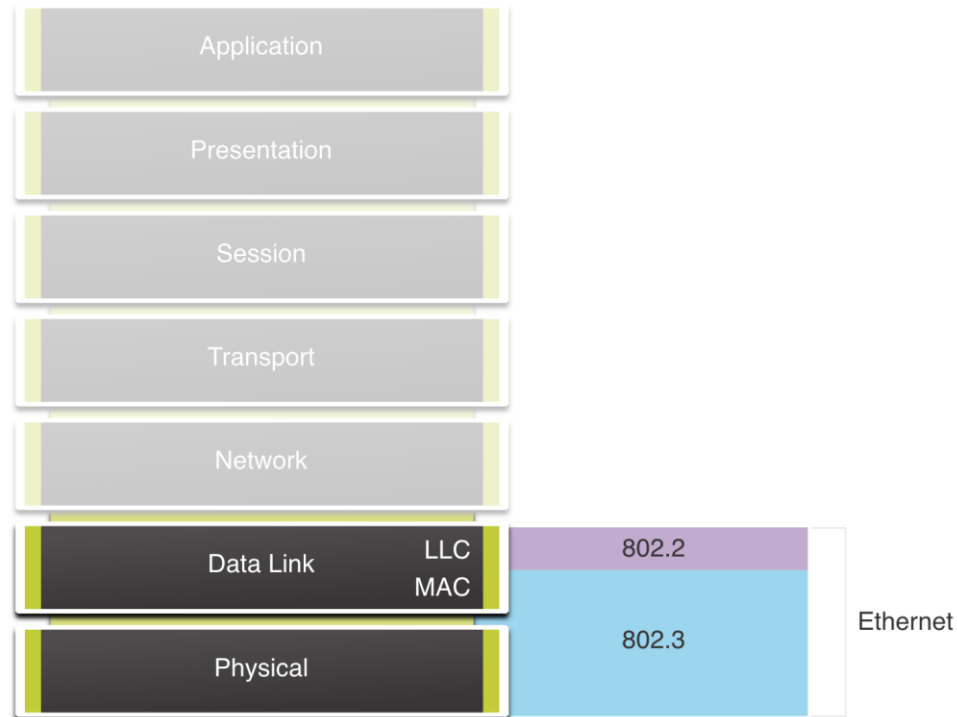 Application
Presentation
Session
Transport
Network
Data Link
LLC
MAC
802.2
802.3
Ethernet
Physical